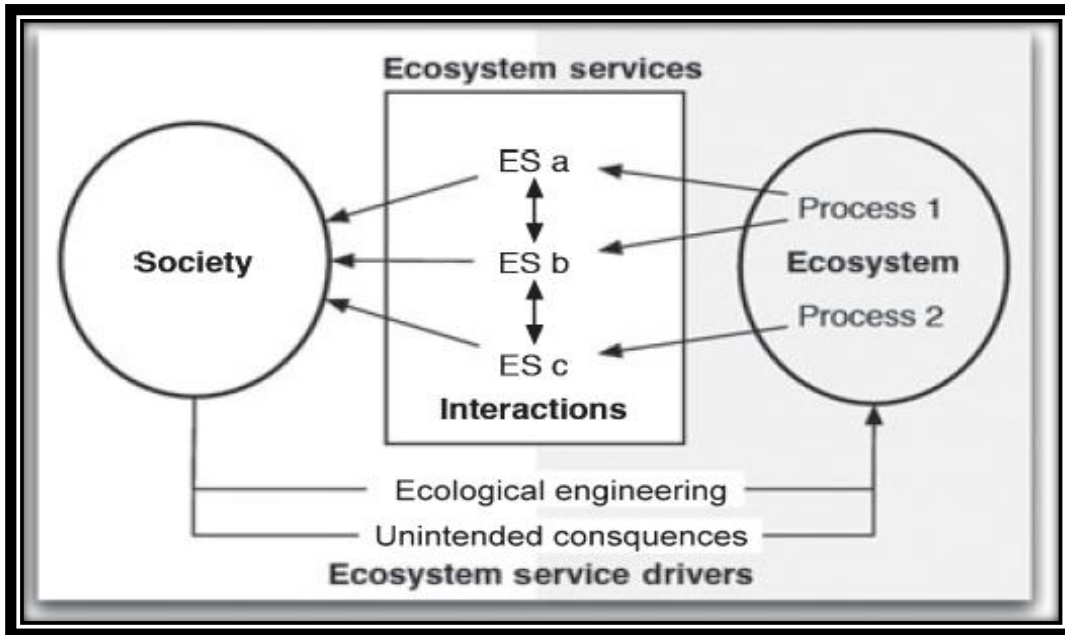 Ecosystem services
ES a
Process 1
Society
ES b
Ecosystem
Process 2
ES c
Interactions
Ecological engineering
Unintended consquences
Ecosystem service drivers